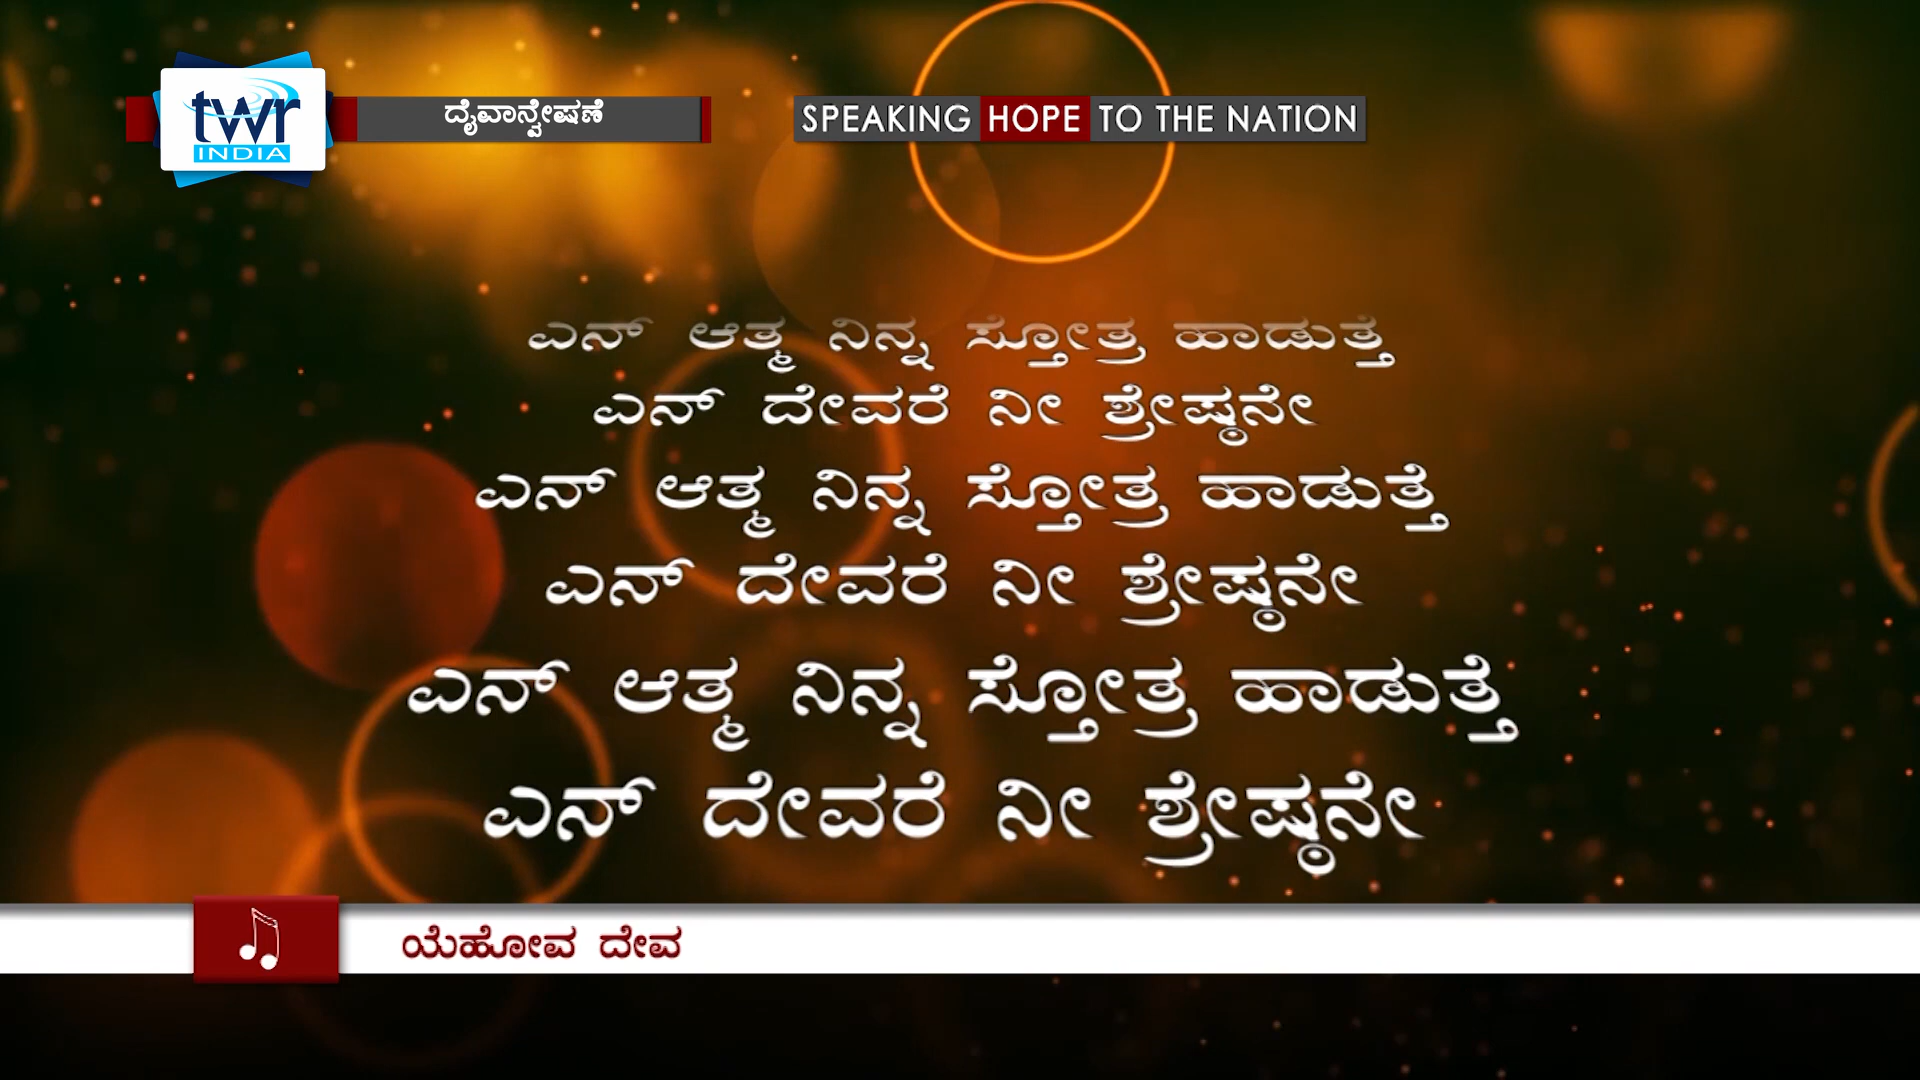 twr
INDIA
ದೈವಾನ್ವೇಷಣೆ
SPEAKING HOPE TO THE NATION
ಎನ್ ಆತ್ಮ ನಿನ್ನ ಸ್ತೋತ್ರ ಹಾಡುತ್ತೆ
ಎನ್ ದೇವರೆ ನೀ ಶ್ರೇಷ್ಠನೇ
ಎನ್ ಆತ್ಮ ನಿನ್ನ ಸ್ತೋತ್ರ ಹಾಡುತ್ತೆ
ಎನ್ ದೇವರೆ ನೀ ಶ್ರೇಷ್ಠನೇ
ಎನ್ ಆತ್ಮ ನಿನ್ನ ಸ್ತೋತ್ರ ಹಾಡುತ್ತೆ
ಎನ್ ದೇವರೆ ನೀ ಶ್ರೇಷ್ಠನೇ
ಯೆಹೋವ ದೇವ